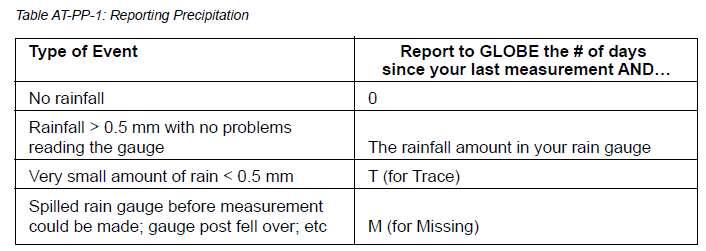 Table AT-PP-1: Reporting Precipitation
Type of Event
Report to GLOBE the # of days
since your last measurement AND…
No rainfall
0
Rainfall > 0.5 mm with no problems
reading the gauge
The rainfall amount in your rain gauge
Very small amount of rain < 0.5 mm
T (for Trace)
Spilled rain gauge before measurement
could be made; gauge post fell over; etc
M (for Missing)